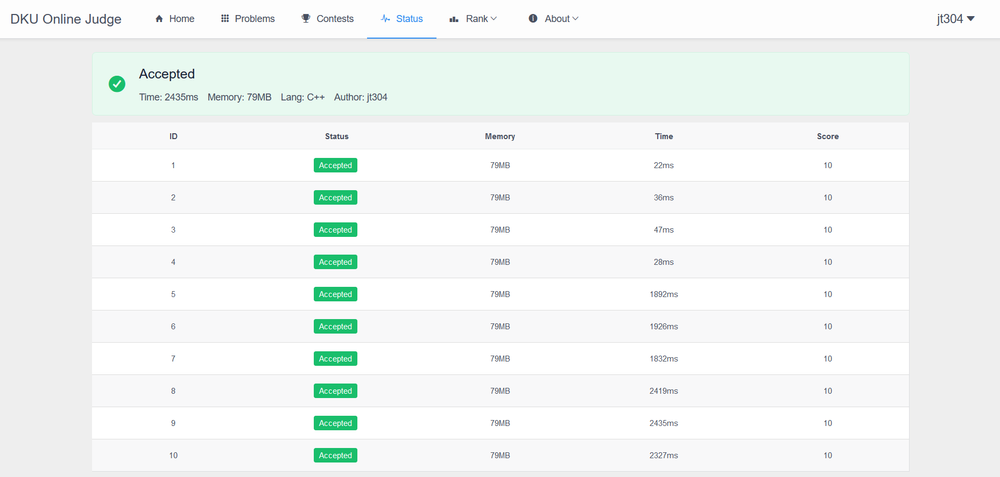 DKU Online Judge Home Problems Contests Status Rank About jt304
Accepted
Time: 2435ms Memory: 79MB Lang: C++ Author: jt304
ID Status Memory Time Score
1 Accepted 79MB 22ms 10
2 Accepted 79MB 36ms 10
3 Accepted 79MB 47ms 10
4 Accepted 79MB 28ms 10
5 Accepted 79MB 1892ms 10
6 Accepted 79MB 1926ms 10
7 Accepted 79MB 1832ms 10
8 Accepted 79MB 2419ms 10
9 Accepted 79MB 2435ms 10
10 Accepted 79MB 2327ms 10